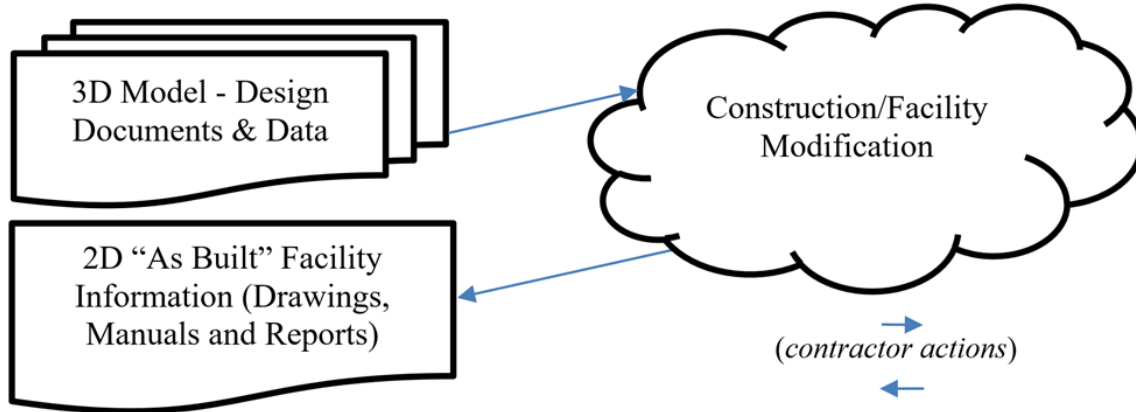 3D Model - Design
Documents & Data
Construction/Facility
Modification
2D “As Built” Facility
Information (Drawings,
Manuals and Reports)
(contractor actions)